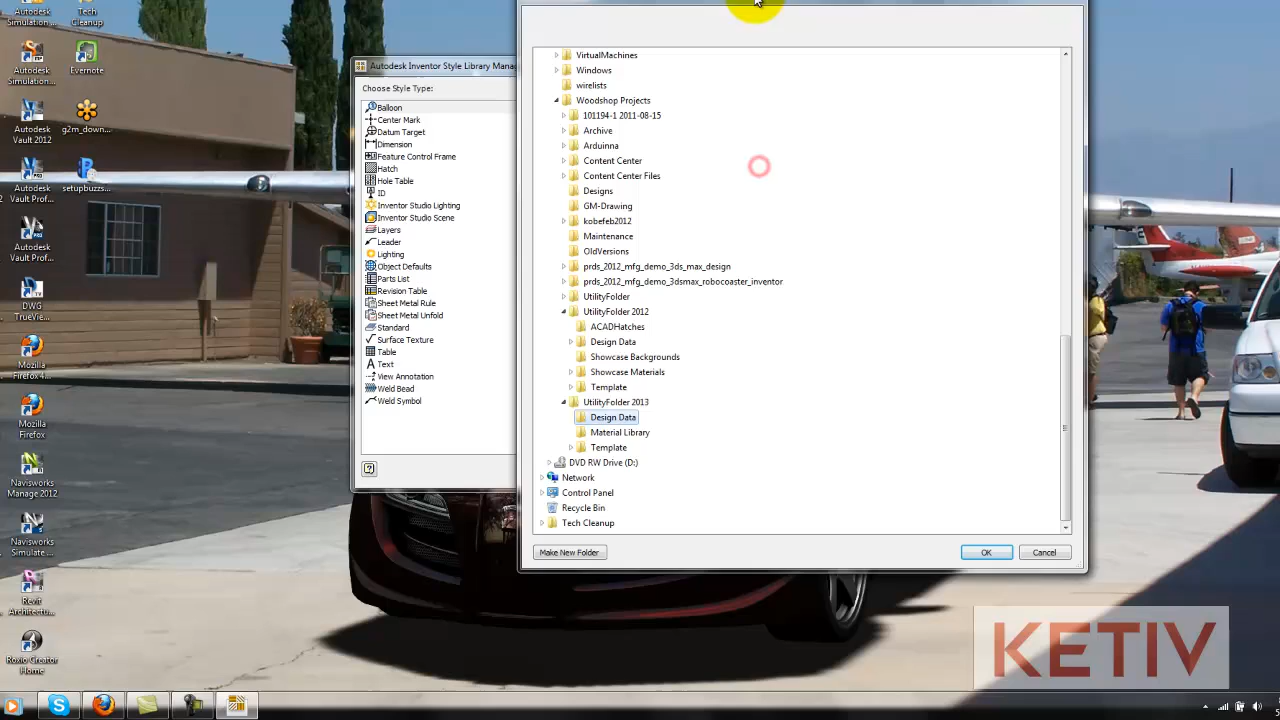 Autodesk
Simulation ...
Tech
Cleanup
Autodesk
Simulation...
Evernote
Autodesk
Vault 2012
g2m_down...
Autodesk
Vault Prof...
setupbuzzs...
Autodesk
Vault Pro...
DWG
TrueView...
Mozilla
Firefox4...
Mozilla
Firefox
Navisworks
Manage 2012
Navisworks
Simulate ...
Revit
Architectu...
Roxio Creator
Home
Autodesk Inventor Style Library Mana
Choose Style Type:
Balloon
Center Mark
Datum Target
Dimension
Feature Control Frame
Hatch
Hole Table
ID
Inventor Studio Lighting
Inventor Studio Scene
Layers
Leader
Lighting
Object Defaults
Parts List
Revision Table
Sheet Metal Rule
Sheet Metal Unfold
Standard
Surface Texture
Table
Text
View Annotation
Weld Bead
Weld Symbol
VirtualMachines
Windows
wirelists
Woodshop Projects
101194-1 2011-08-15
Archive
Arduinna
Content Center
Content Center Files
Designs
GM-Drawing
kobefeb2012
Maintenance
OldVersions
prds_2012_mfg_demo_3ds_max_design
prds_2012_mfg_demo_3dsmax_robocoaster_inventor
UtilityFolder
UtilityFolder 2012
ACADHatches
Design Data
Showcase Backgrounds
Showcase Materials
Template
UtilityFolder 2013
Design Data
Material Library
Template
DVD RW Drive (D:)
Network
Control Panel
Recycle Bin
Tech Cleanup
Make New Folder
OK
Cancel
KETIV